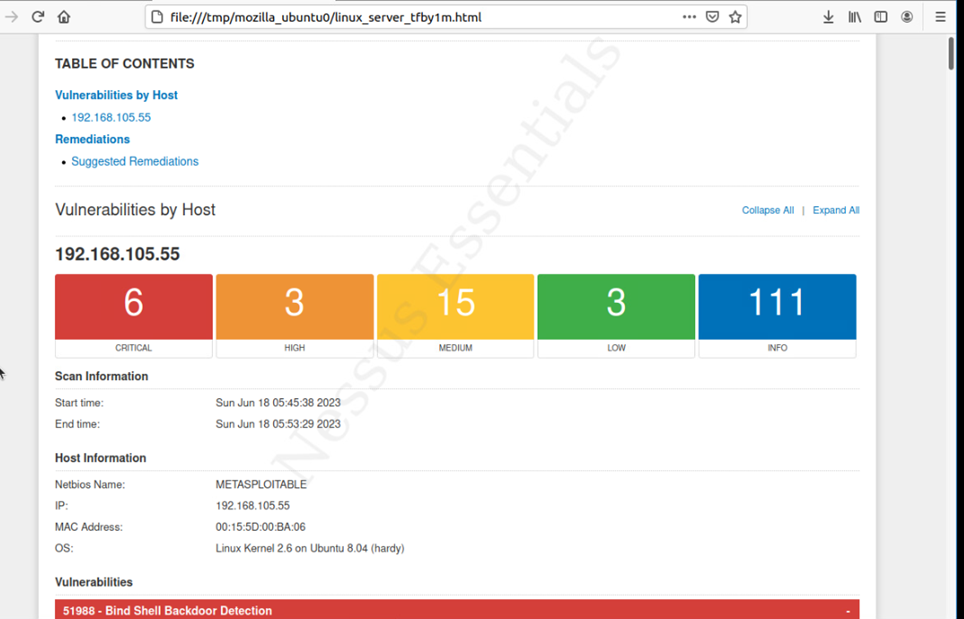 file:///tmp/mozilla_ubuntu0/linux_server_tfby1m.html
TABLE OF CONTENTS
Vulnerabilities by Host
• 192.168.105.55
Remediations
• Suggested Remediations
Vulnerabilities by Host
Collapse All | Expand All
192.168.105.55
6 3 15 3 111
CRITICAL HIGH MEDIUM LOW INFO
Scan Information
Start time: Sun Jun 18 05:45:38 2023
End time: Sun Jun 18 05:53:29 2023
Host Information
Netbios Name: METASPLOITABLE
IP: 192.168.105.55
MAC Address: 00:15:5D:00:BA:06
OS: Linux Kernel 2.6 on Ubuntu 8.04 (hardy)
Vulnerabilities
51988 - Bind Shell Backdoor Detection -
Nessus Essentials